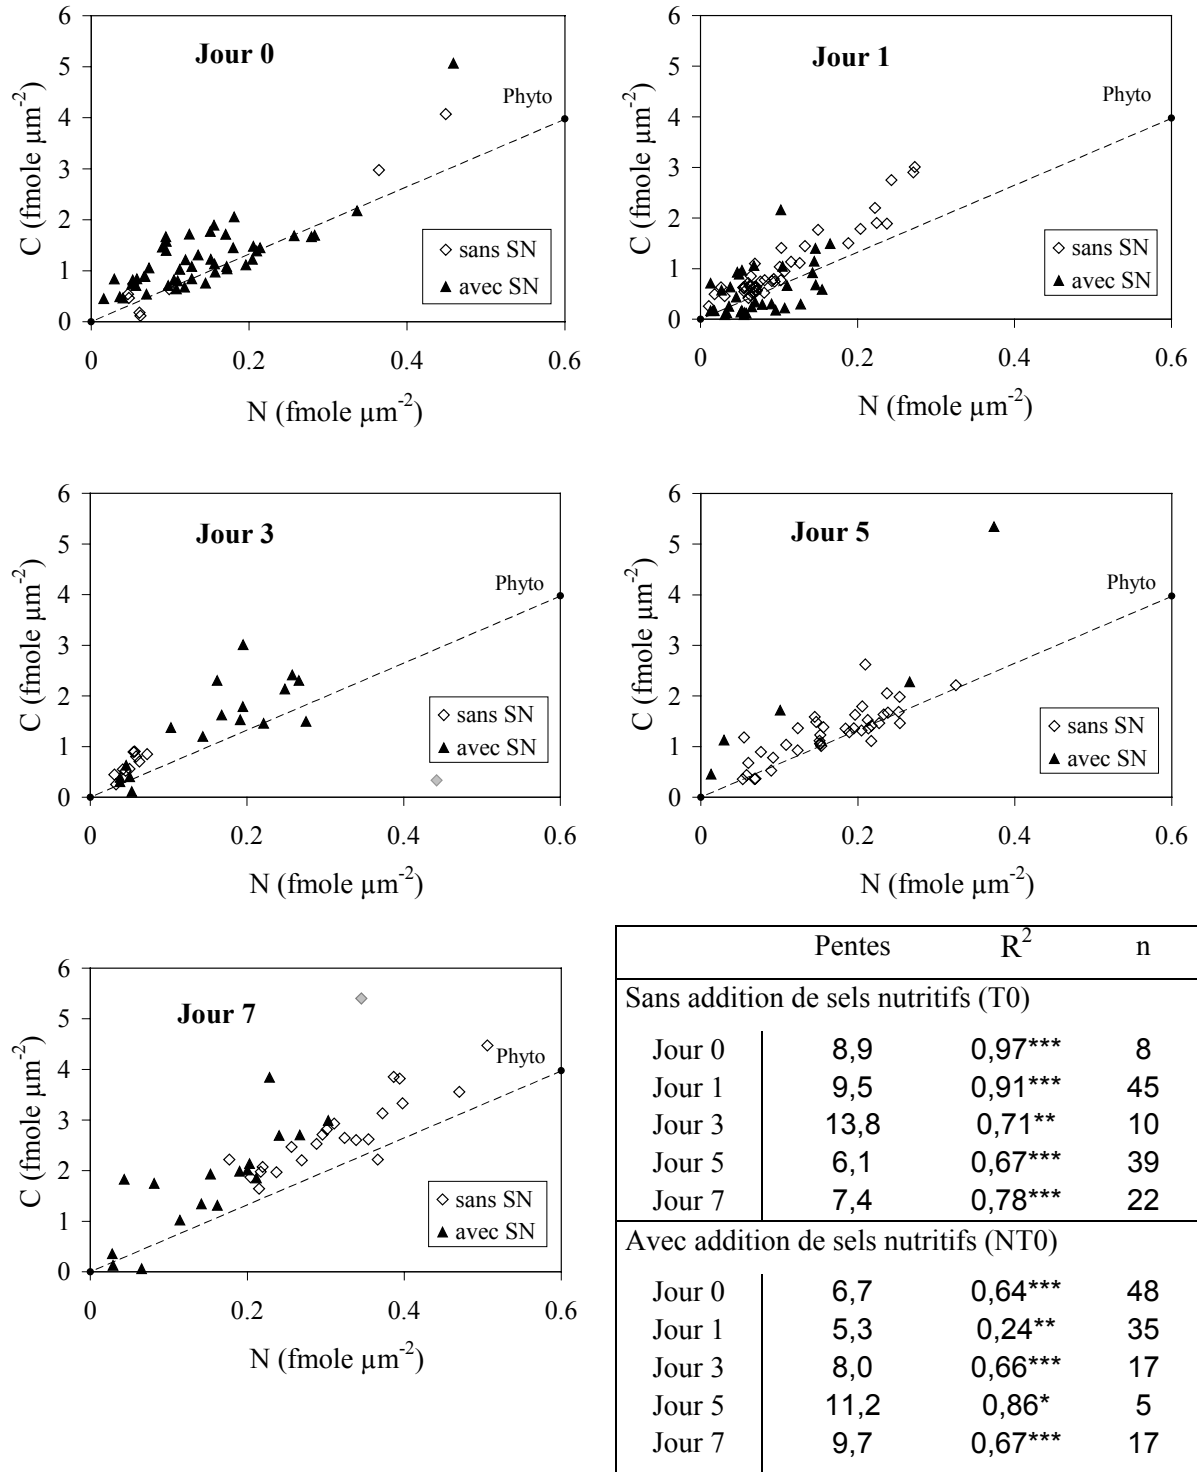 Jour 0
6
5
4
3
2
1
0
C (fmole µm-2)
Phyto
sans SN
avec SN
0
0.2
0.4
0.6
N (fmole µm-2)
Jour 1
6
5
4
3
2
1
0
C (fmole µm-2)
Phyto
sans SN
avec SN
0
0.2
0.4
0.6
N (fmole µm-2)
Jour 3
6
5
4
3
2
1
0
C (fmole µm-2)
Phyto
sans SN
avec SN
0
0.2
0.4
0.6
N (fmole µm-2)
Jour 5
6
5
4
3
2
1
0
C (fmole µm-2)
Phyto
sans SN
avec SN
0
0.2
0.4
0.6
N (fmole µm-2)
Jour 7
6
5
4
3
2
1
0
C (fmole µm-2)
Phyto
sans SN
avec SN
0
0.2
0.4
0.6
N (fmole µm-2)
Pentes R2 n
Sans addition de sels nutritifs (T0)
Jour 0 8,9 0,97*** 8
Jour 1 9,5 0,91*** 45
Jour 3 13,8 0,71** 10
Jour 5 6,1 0,67*** 39
Jour 7 7,4 0,78*** 22
Avec addition de sels nutritifs (NT0)
Jour 0 6,7 0,64*** 48
Jour 1 5,3 0,24** 35
Jour 3 8,0 0,66*** 17
Jour 5 11,2 0,86* 5
Jour 7 9,7 0,67*** 17